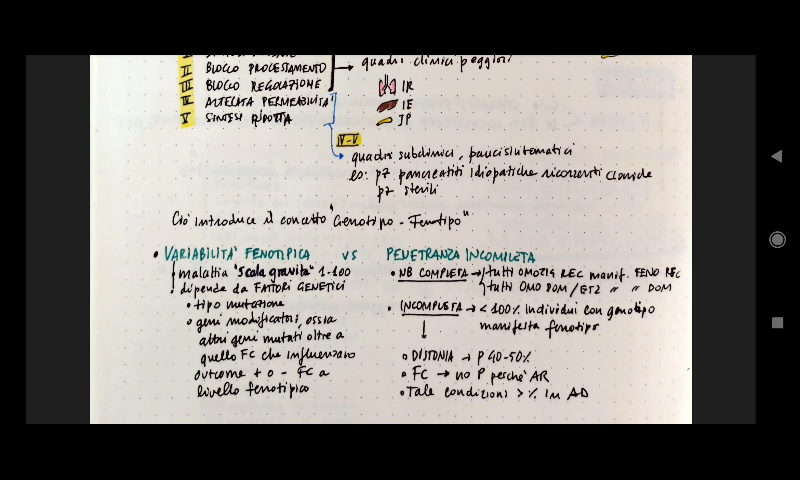 II BLOCCO PROCESSAMENTO
quadri clinici peggiori
III BLOCCO REGOLAZIONE
IR
IV ALTERATA PERMEABILITÀ
IE
V SINTESI RIDOTTA
IP
IV-V
quadri subclinici, paucisintomatici
es: pz pancreatiti idiopatiche ricorrenti croniche
pz sterili
Ciò introduce il concetto "Genotipo - Fenotipo"
• VARIABILITÀ FENOTIPICA VS PENETRANZA INCOMPLETA
malattia "scala gravità" 1-100
• dipende da FATTORI GENETICI
• tipo mutazione
• geni modificatori, ossia
altri geni mutati oltre a
quello FC che influenzano
outcome + o - FC a
livello fenotipico
• NB COMPLETA → tutti OMOZIG REC manif. FENO REC
tutti OMO DOM/ETZ " " DOM
• INCOMPLETA → < 100% individui con genotipo
manifesta fenotipo
• DISTONIA → P 40-50%
• FC → no P perché AR
• Tale condizioni > % in AD